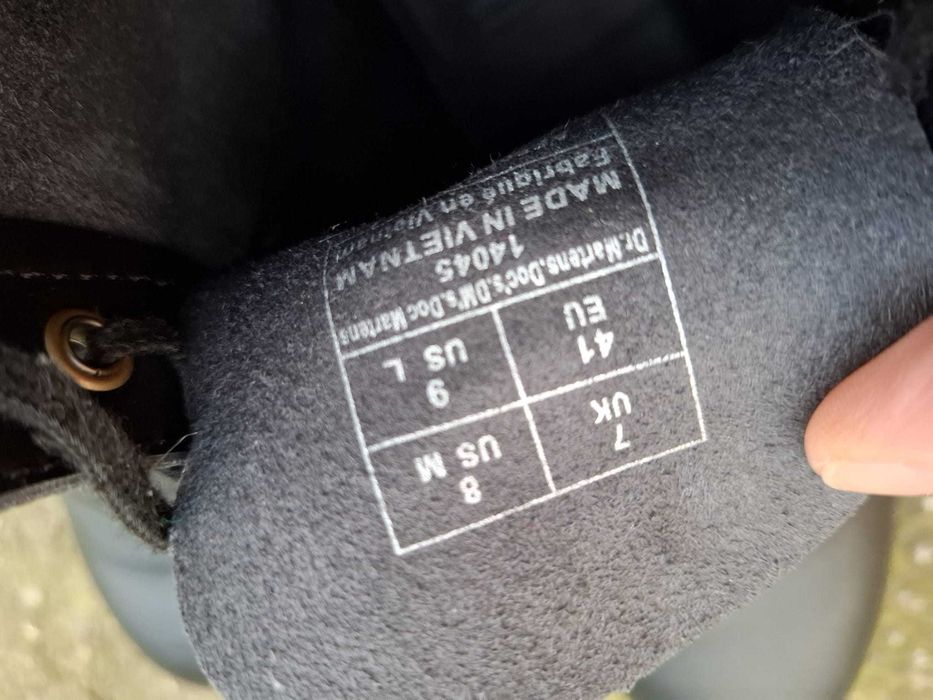 7 8
UK US M
41 9
EU US L
Dr.Martens.Doc's.DM's.Doc Martens
14045
MADE IN VIETNAM
Fabriqué en Vietnam